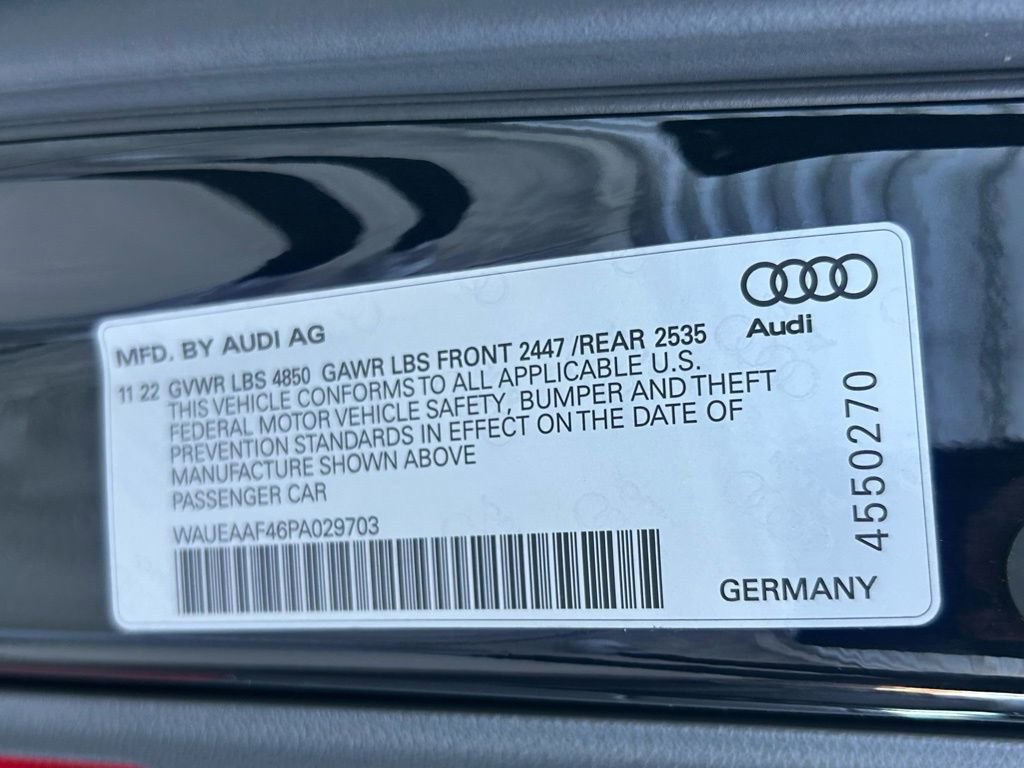 Audi
MFD. BY AUDI AG
11 22 GVWR LBS 4850 GAWR LBS FRONT 2447 /REAR 2535
THIS VEHICLE CONFORMS TO ALL APPLICABLE U.S.
FEDERAL MOTOR VEHICLE SAFETY, BUMPER AND THEFT
PREVENTION STANDARDS IN EFFECT ON THE DATE OF
MANUFACTURE SHOWN ABOVE
PASSENGER CAR
WAUEAAF46PA029703
GERMANY
4550270